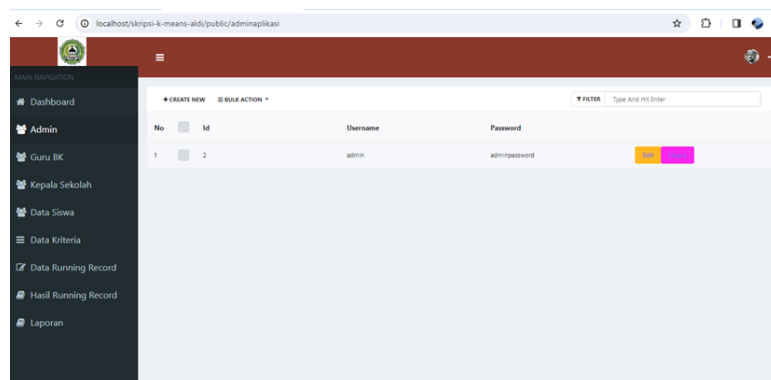 localhost/skripsi-k-means-aldi/public/adminaplikasi
MAIN NAVIGATION
Dashboard
Admin
Guru BK
Kepala Sekolah
Data Siswa
Data Kriteria
Data Running Record
Hasil Running Record
Laporan
+CREATE NEW BULK ACTION FILTER Type And Hit Enter
No Id Username Password
1 2 admin adminpassword Edit